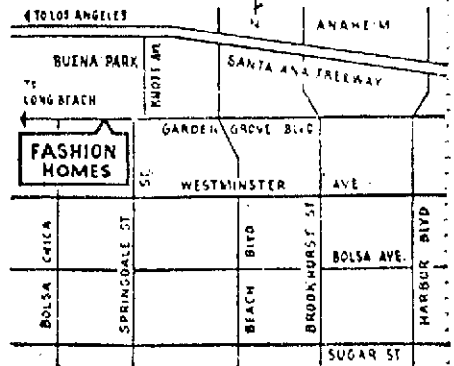 TO LOS ANGELES
N
ANAHEIM
BUENA PARK
KNOTT AV.
SANTA ANA FREEWAY
TO
LONG BEACH
GARDEN GROVE BLVD
FASHION
HOMES
ST.
WESTMINSTER AVE
BOLSA CHICA
SPRINGDALE ST
BEACH BLVD
BROOKHURST ST
BOLSA AVE.
HARBOR BLVD
SUGAR ST